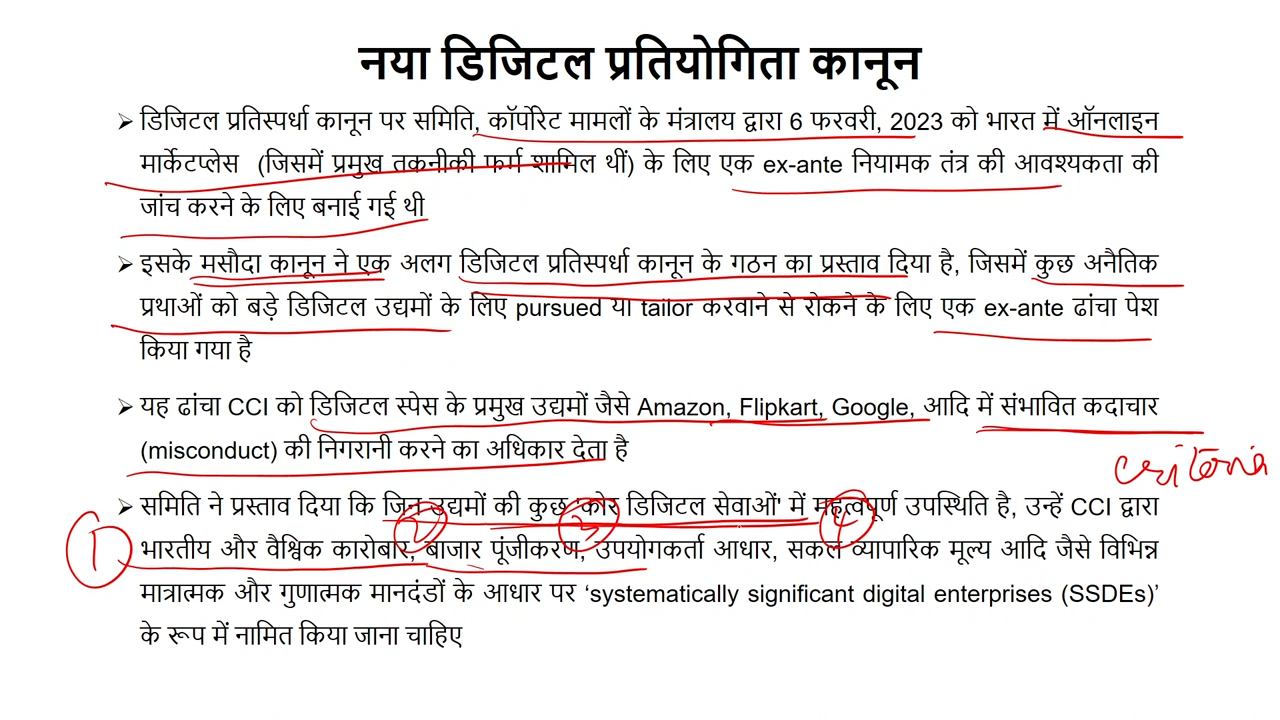 नया डिजिटल प्रतियोगिता कानून
➢ डिजिटल प्रतिस्पर्धा कानून पर समिति, कॉर्पोरेट मामलों के मंत्रालय द्वारा 6 फरवरी, 2023 को भारत में ऑनलाइन
मार्केटप्लेस (जिसमें प्रमुख तकनीकी फर्म शामिल थीं) के लिए एक ex-ante नियामक तंत्र की आवश्यकता की
जांच करने के लिए बनाई गई थी
➢ इसके मसौदा कानून ने एक अलग डिजिटल प्रतिस्पर्धा कानून के गठन का प्रस्ताव दिया है, जिसमें कुछ अनैतिक
प्रथाओं को बड़े डिजिटल उद्यमों के लिए pursued या tailor करवाने से रोकने के लिए एक ex-ante ढांचा पेश
किया गया है
➢ यह ढांचा CCI को डिजिटल स्पेस के प्रमुख उद्यमों जैसे Amazon, Flipkart, Google, आदि में संभावित कदाचार
(misconduct) की निगरानी करने का अधिकार देता है
criteria
➢ समिति ने प्रस्ताव दिया कि जिन उद्यमों की कुछ 'कोर डिजिटल सेवाओं' में महत्वपूर्ण उपस्थिति है, उन्हें CCI द्वारा
1 2 3 4
भारतीय और वैश्विक कारोबार, बाजार पूंजीकरण, उपयोगकर्ता आधार, सकल व्यापारिक मूल्य आदि जैसे विभिन्न
मात्रात्मक और गुणात्मक मानदंडों के आधार पर ‘systematically significant digital enterprises (SSDEs)’
के रूप में नामित किया जाना चाहिए